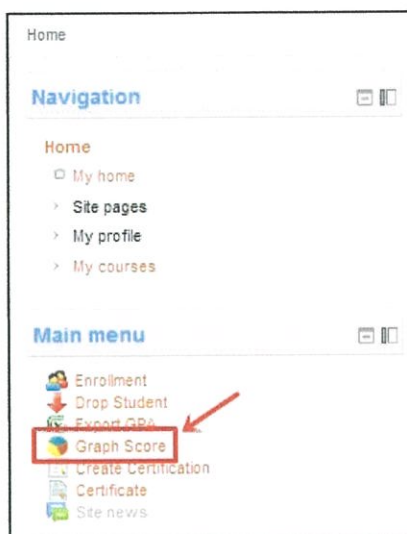 Home
Navigation
Home
My home
Site pages
My profile
My courses
Main menu
Enrollment
Drop Student
Export GPA
Graph Score
Create Certification
Certificate
Site news